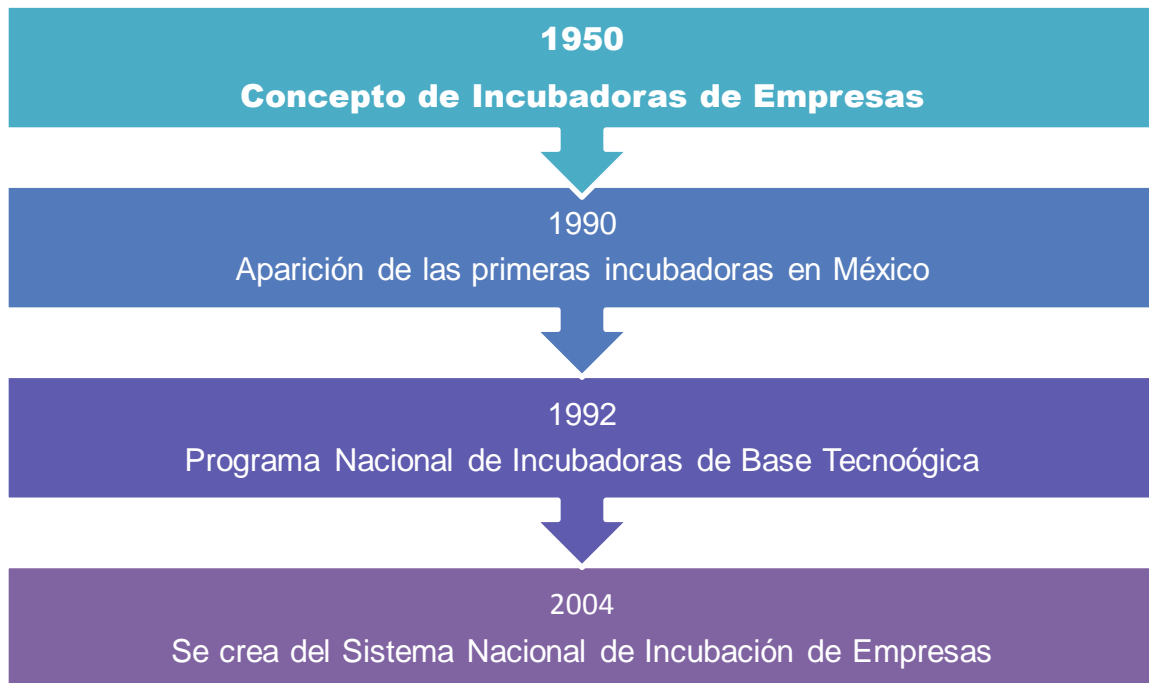 1950
Concepto de Incubadoras de Empresas
1990
Aparición de las primeras incubadoras en México
1992
Programa Nacional de Incubadoras de Base Tecnoógica
2004
Se crea del Sistema Nacional de Incubación de Empresas